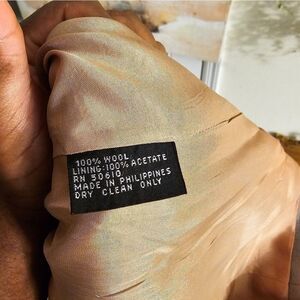 100% WOOL
LINING:100% ACETATE
RN 50610
MADE IN PHILIPPINES
DRY CLEAN ONLY